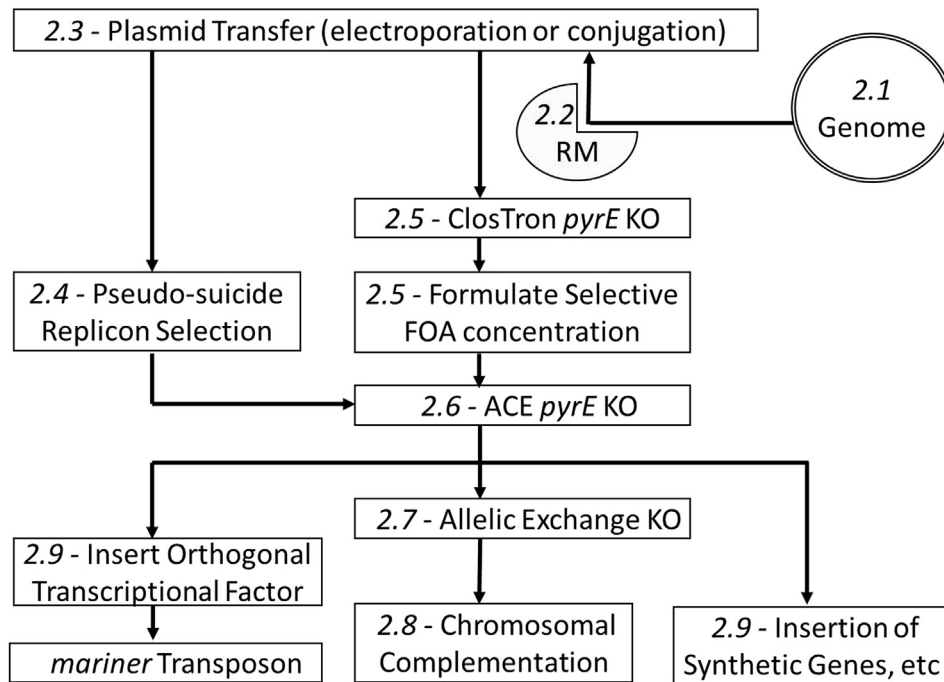 2.3 - Plasmid Transfer (electroporation or conjugation)
2.1
Genome
2.2
RM
2.5 - ClosTron pyrE KO
2.4 - Pseudo-suicide
Replicon Selection
2.5 - Formulate Selective
FOA concentration
2.6 - ACE pyrE KO
2.7 - Allelic Exchange KO
2.9 - Insert Orthogonal
Transcriptional Factor
2.8 - Chromosomal
Complementation
2.9 - Insertion of
Synthetic Genes, etc
mariner Transposon